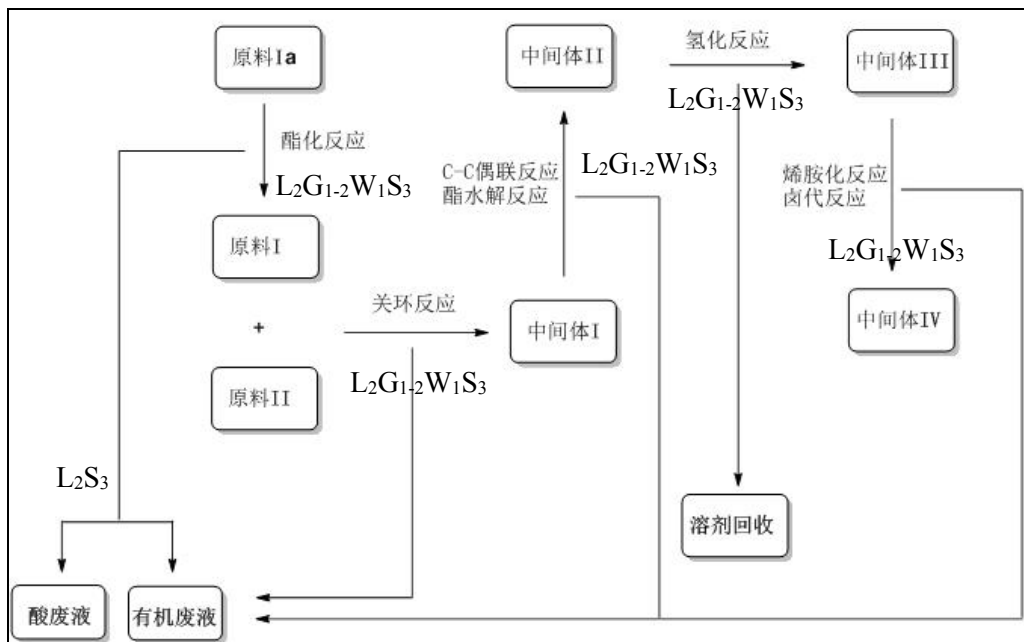 原料Ia
酯化反应
L₂G₁₋₂W₁S₃
原料I
+
原料II
关环反应
L₂G₁₋₂W₁S₃
中间体I
C-C偶联反应
酯水解反应
L₂G₁₋₂W₁S₃
中间体II
氢化反应
L₂G₁₋₂W₁S₃
中间体III
烯胺化反应
卤代反应
L₂G₁₋₂W₁S₃
中间体IV
L₂S₃
溶剂回收
酸废液
有机废液